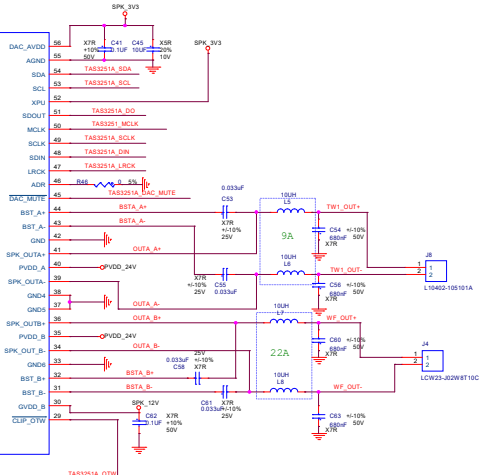 SPK_3V3
DAC_AVDD 56
X7R +10% 50V C41 0.1UF C45 10UF X5R 20% 10V SPK_3V3
AGND 55
SDA 54 TAS3251A_SDA
SCL 53 TAS3251A_SCL
XPU 52
SDOUT 51 TAS3251A_DO
MCLK 50 TAS3251_MCLK
SCLK 49 TAS3251A_SCLK
SDIN 48 TAS3251A_DIN
LRCK 47 TAS3251A_LRCK
ADR 46 R46 0 5%
DAC_MUTE 45 TAS3251A_DAC_MUTE
BST_A+ 44 BSTA_A+
0.033uF C53 X7R +/-10% 25V
10UH L5
TW1_OUT+
BST_A- 43 BSTA_A-
GND 42
C54 +/-10% 680nF 50V X7R
9A
SPK_OUTA+ 41 OUTA_A+
PVDD_A 40 PVDD_24V
10UH L6
TW1_OUT-
J8
1
2
L10402-105101A
SPK_OUTA- 39
X7R +/-10% 25V C55 0.033uF
C56 +/-10% 680nF 50V X7R
GND4 38
GND5 37 OUTA_A-
SPK_OUTB+ 36 OUTA_B+
10UH L7
WF_OUT+
PVDD_B 35 PVDD_24V
C60 +/-10% 680nF 50V X7R
22A
J4
1
2
LCW23-J02W8T10C
SPK_OUT_B- 34 OUTA_B-
GND6 33
25V +/-10% 0.033uF X7R C58
BST_B+ 32 BSTA_B+
10UH L8
WF_OUT-
BST_B- 31 BSTA_B-
C61 X7R 0.033uF +/-10% 25V
GVDD_B 30 SPK_12V
CLIP_OTW 29
C62 X7R 0.1UF +10% 50V
C63 +/-10% 680nF 50V X7R
TAS3251A_OTW